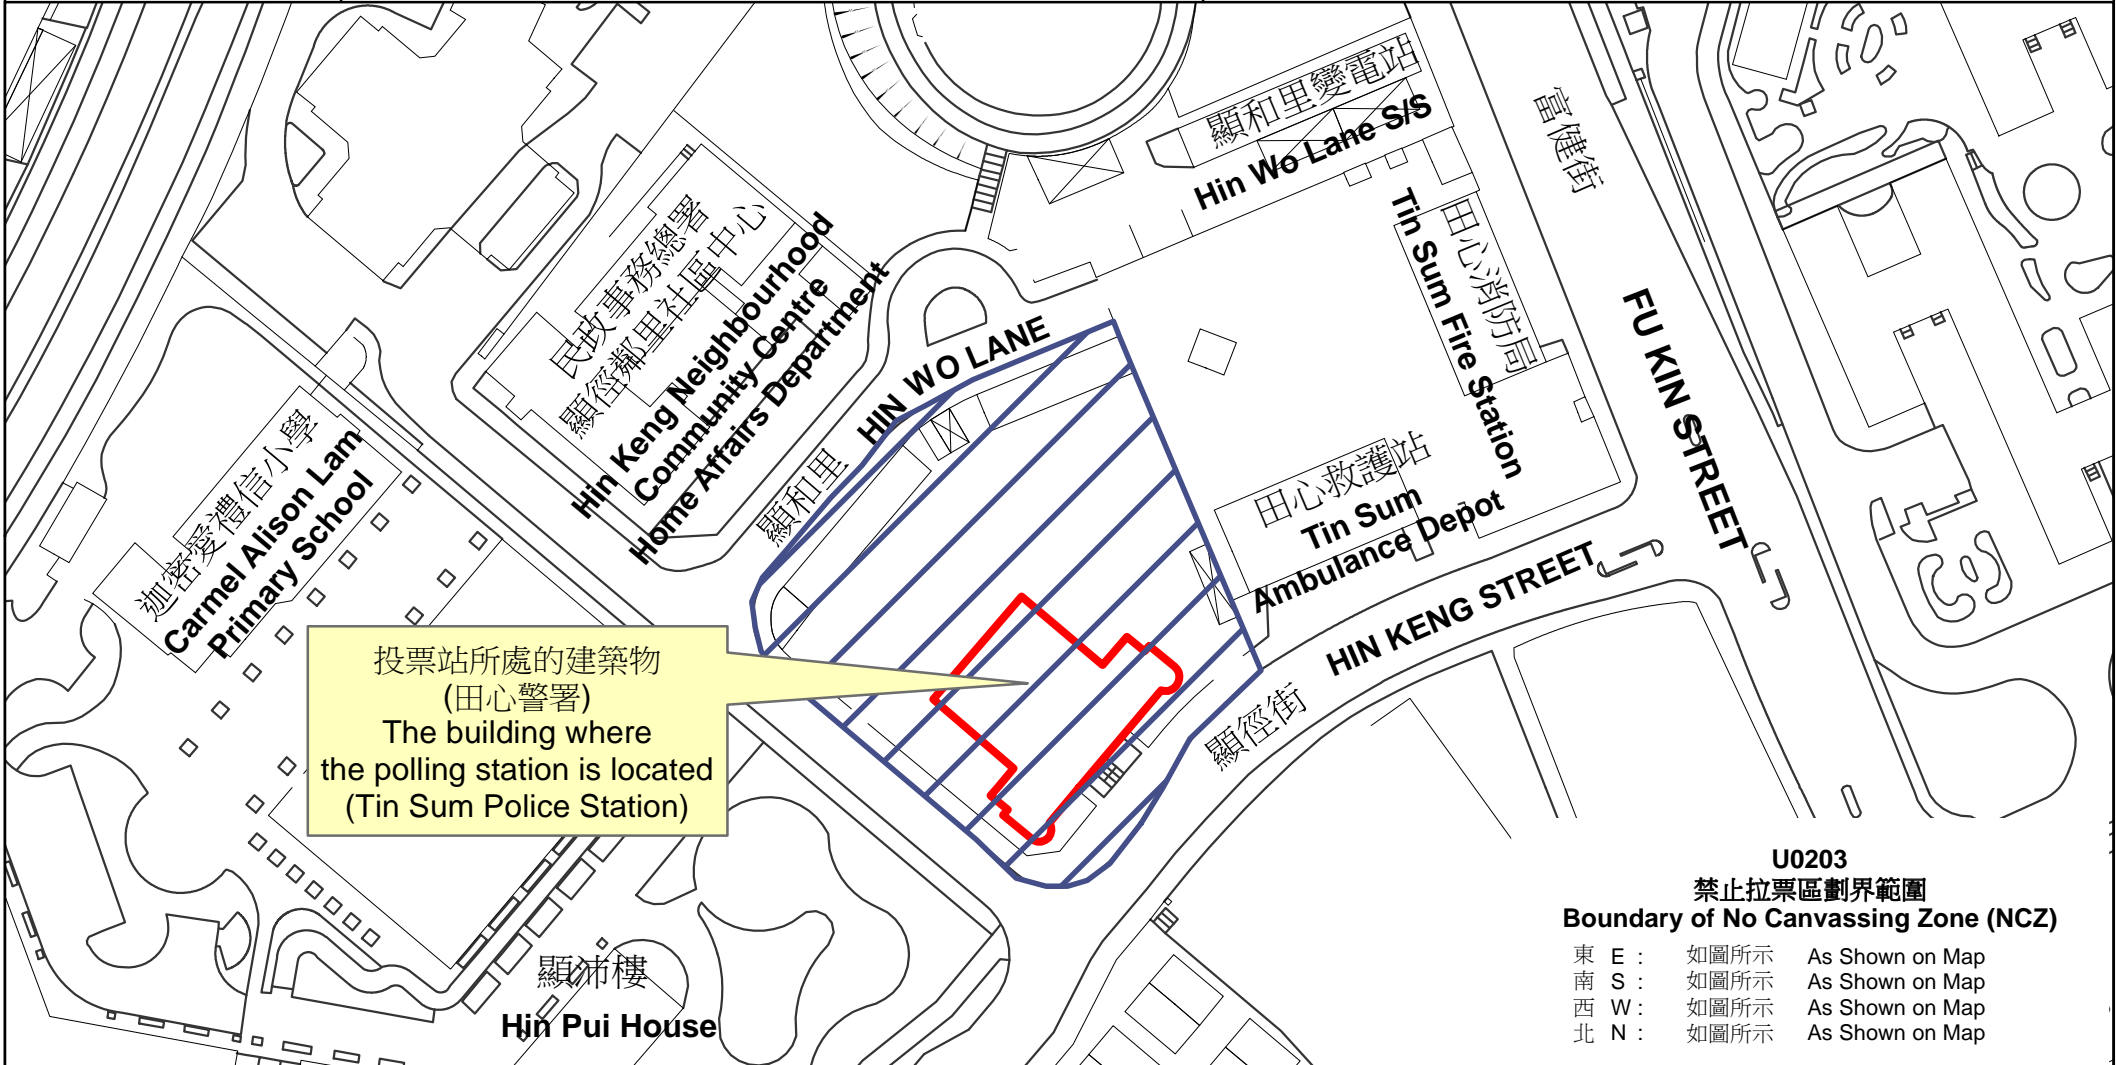 顯和里變電站
Hin Wo Lane S/S
富健街
FU KIN STREET
田心消防局
Tin Sum Fire Station
民政事務總署
顯徑鄰里社區中心
Hin Keng Neighbourhood
Community Centre
Home Affairs Department
HIN WO LANE
顯和里
迦密愛禮信小學
Carmel Alison Lam
Primary School
田心救護站
Tin Sum
Ambulance Depot
HIN KENG STREET
顯徑街
投票站所處的建築物
(田心警署)
The building where
the polling station is located
(Tin Sum Police Station)
顯沛樓
Hin Pui House
U0203
禁止拉票區劃界範圍
Boundary of No Canvassing Zone (NCZ)
東 E : 如圖所示 As Shown on Map
南 S : 如圖所示 As Shown on Map
西 W : 如圖所示 As Shown on Map
北 N : 如圖所示 As Shown on Map